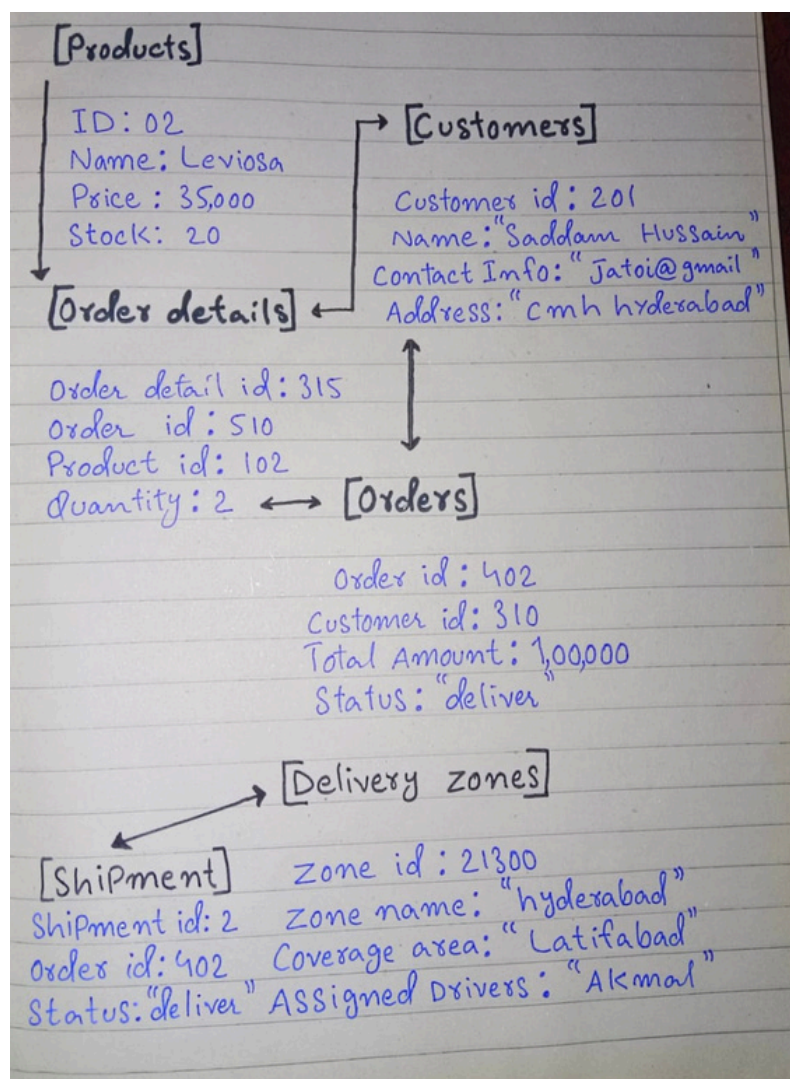 [Products]
ID: 02
Name: Leviosa
Price : 35,000
Stock: 20
[Customers]
Customer id : 201
Name: "Saddam Hussain"
Contact Info: "Jatoi@gmail"
Address: "cmh hyderabad"
[Order details]
Order detail id : 315
Order id : 510
Product id : 102
Quantity : 2
[Orders]
Order id : 402
Customer id : 310
Total Amount : 1,00,000
Status : "deliver"
[Delivery zones]
Zone id : 21300
Zone name : "hyderabad"
Coverage area: "Latifabad"
Assigned Drivers : "Akmal"
[Shipment]
Shipment id: 2
Order id: 402
Status: "deliver"